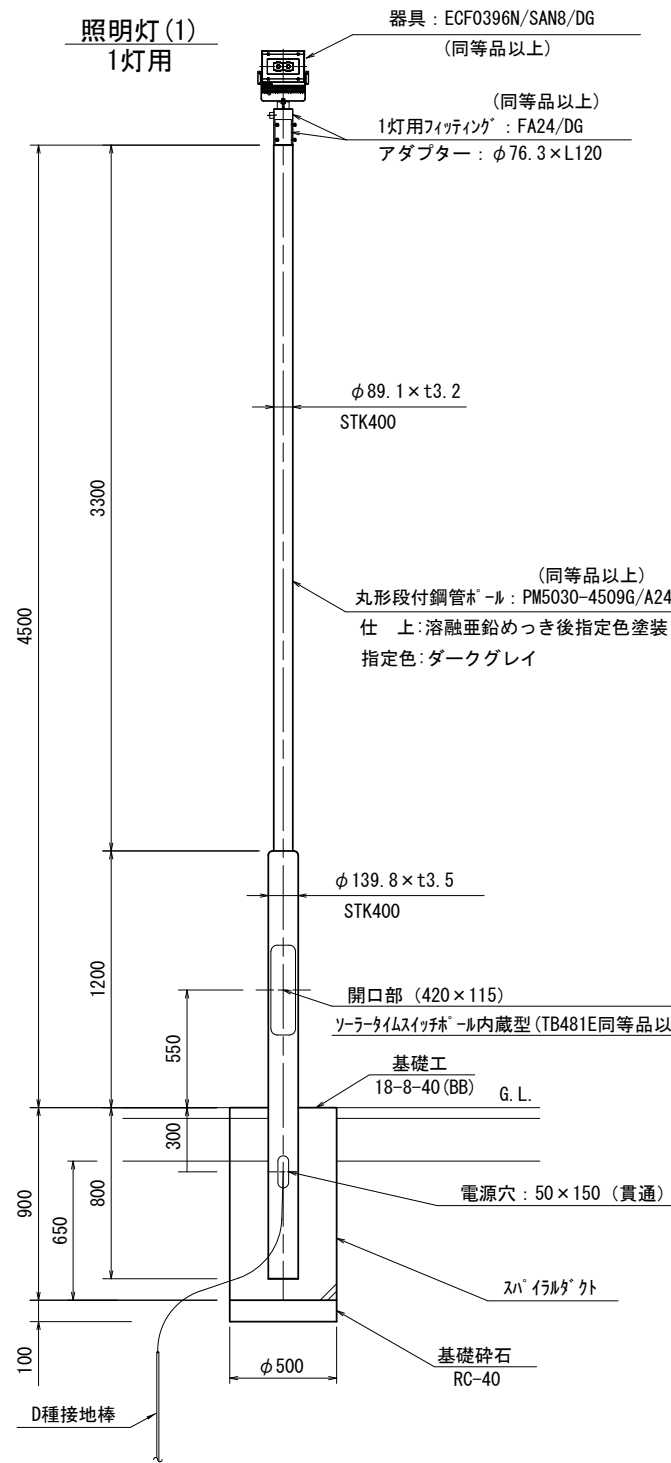 照明灯(1)
1灯用
器具：ECF0396N/SAN8/DG
(同等品以上)
(同等品以上)
1灯用フィッティング：FA24/DG
アダプター：φ76.3×L120
φ89.1×t3.2
STK400
3300
4500
(同等品以上)
丸形段付鋼管ポール：PM5030-4509G/A24
仕　上:溶融亜鉛めっき後指定色塗装
指定色:ダークグレイ
φ139.8×t3.5
STK400
1200
開口部 (420×115)
ソーラータイムスイッチポール内蔵型(TB481E同等品以
550
基礎工
18-8-40(BB)
G.L.
300
800
900
650
電源穴：50×150 (貫通)
スパイラルダクト
100
φ500
基礎砕石
RC-40
D種接地棒